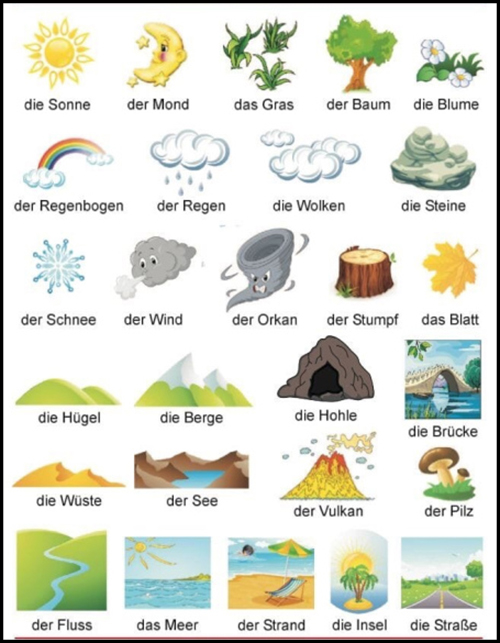 die Sonne
der Mond
das Gras
der Baum
die Blume
der Regenbogen
der Regen
die Wolken
die Steine
der Schnee
der Wind
der Orkan
der Stumpf
das Blatt
die Hügel
die Berge
die Hohle
die Brücke
die Wüste
der See
der Vulkan
der Pilz
der Fluss
das Meer
der Strand
die Insel
die Straße